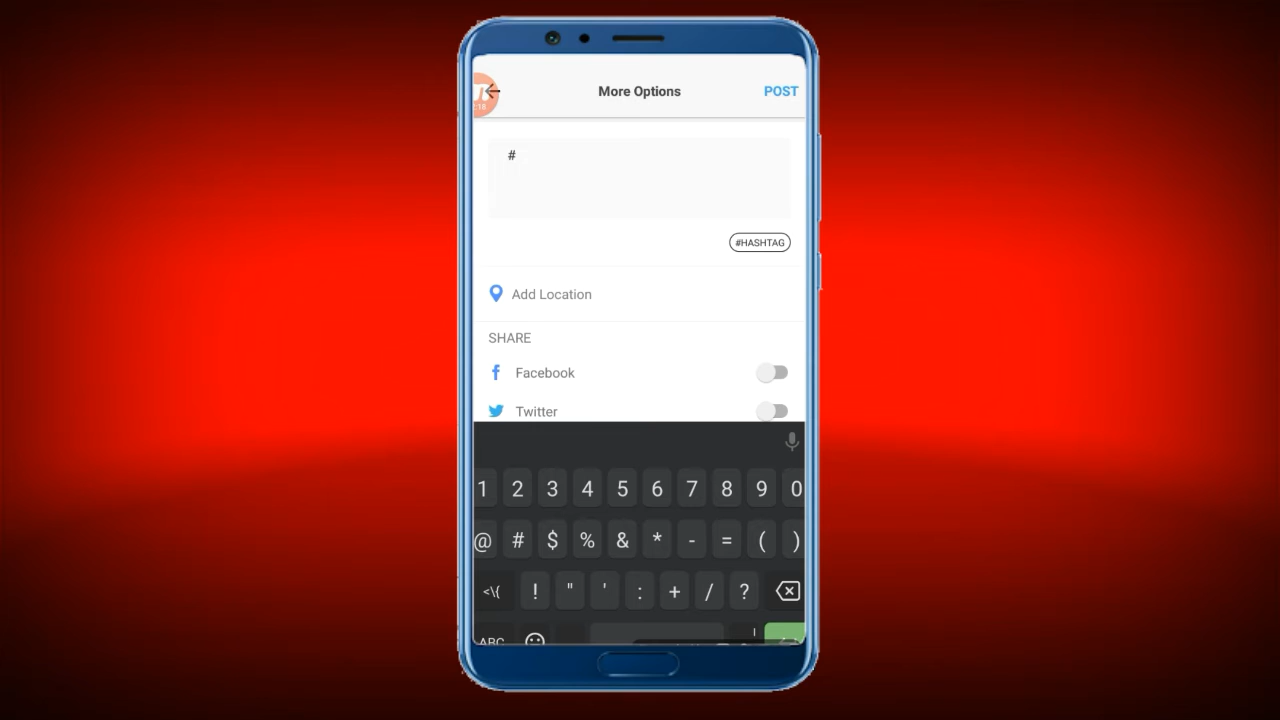 :18
More Options
POST
#
#HASHTAG
Add Location
SHARE
Facebook
Twitter
1 2 3 4 5 6 7 8 9 0
@ # $ % & * - = ( )
<\{ ! " ' : + / ?
ABC